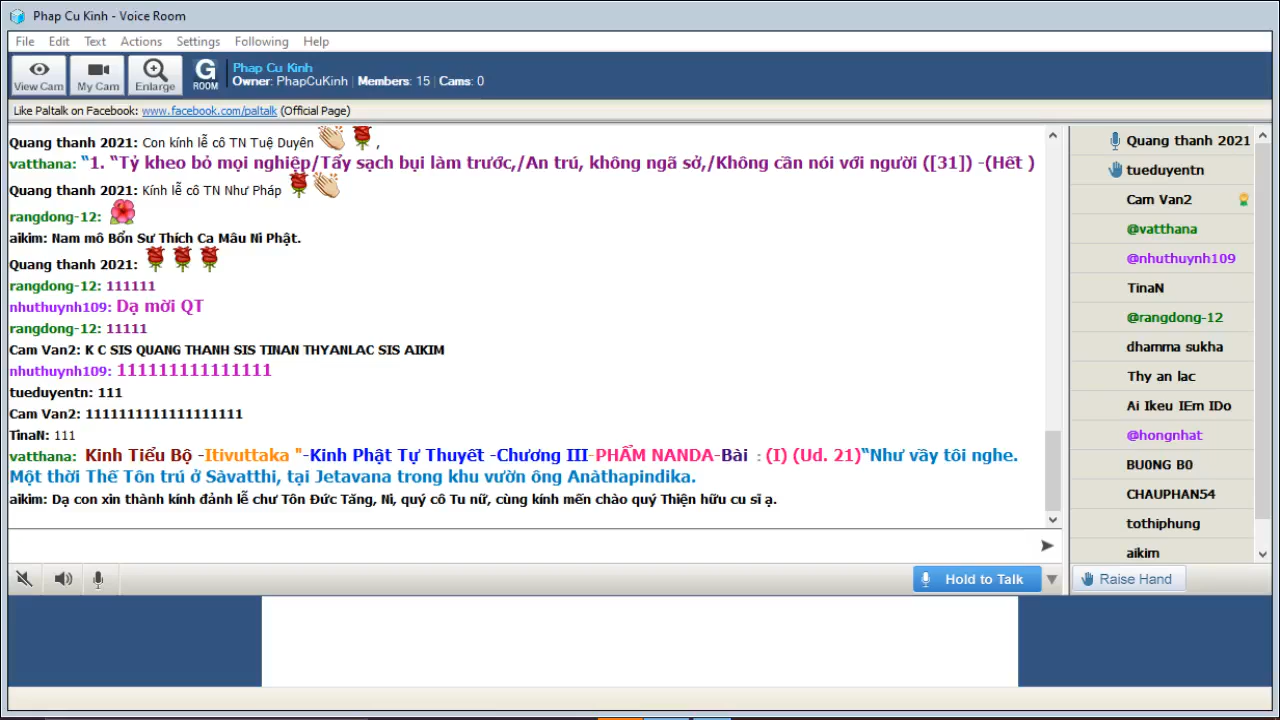 Phap Cu Kinh - Voice Room
File Edit Text Actions Settings Following Help
View Cam My Cam Enlarge G ROOM
Phap Cu Kinh
Owner: PhapCuKinh Members: 15 Cams: 0
Like Paltalk on Facebook: www.facebook.com/paltalk (Official Page)
Quang thanh 2021: Con kính lễ cô TN Tuệ Duyên ,
vatthana: “1. “Tỷ kheo bỏ mọi nghiệp/Tẩy sạch bụi làm trước,/An trú, không ngã sở,/Không cần nói với người ([31]) -(Hết )
Quang thanh 2021: Kính lễ cô TN Như Pháp
rangdong-12:
aikim: Nam mô Bổn Sư Thích Ca Mâu Ni Phật.
Quang thanh 2021:
rangdong-12: 111111
nhuthuynh109: Dạ mời QT
rangdong-12: 11111
Cam Van2: K C SIS QUANG THANH SIS TINAN THYANLAC SIS AIKIM
nhuthuynh109: 111111111111111
tueduyentn: 111
Cam Van2: 1111111111111111111
TinaN: 111
vatthana: Kinh Tiểu Bộ -Itivuttaka "-Kinh Phật Tự Thuyết -Chương III-PHẨM NANDA-Bài : (I) (Ud. 21)“Như vầy tôi nghe.
Một thời Thế Tôn trú ở Sàvatthi, tại Jetavana trong khu vườn ông Anàthapindika.
aikim: Dạ con xin thành kính đảnh lễ chư Tôn Đức Tăng, Ni, quý cô Tu nữ, cùng kính mến chào quý Thiện hữu cu sĩ ạ.
Hold to Talk
Quang thanh 2021
tueduyentn
Cam Van2
@vatthana
@nhuthuynh109
TinaN
@rangdong-12
dhamma sukha
Thy an lac
Ai Ikeu IEm IDo
@hongnhat
BU0NG B0
CHAUPHAN54
tothiphung
aikim
Raise Hand